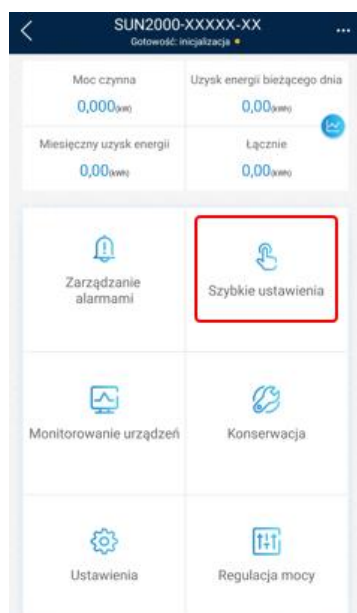 SUN2000-XXXXX-XX
Gotowość: inicjalizacja
Moc czynna
Uzysk energii bieżącego dnia
0,000(kW)
0,00(kWh)
Miesięczny uzysk energii
Łącznie
0,00(kWh)
0,00(kWh)
Zarządzanie
alarmami
Szybkie ustawienia
Monitorowanie urządzeń
Konserwacja
Ustawienia
Regulacja mocy